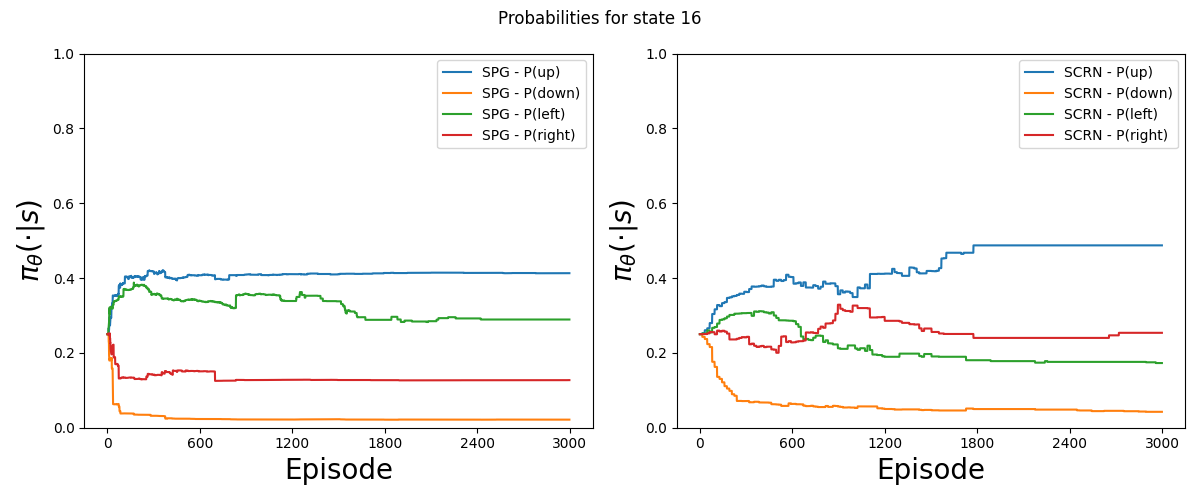 Probabilities for state 16
1.0
0.8
0.6
0.4
0.2
0.0
π_θ(·|s)
SPG - P(up)
SPG - P(down)
SPG - P(left)
SPG - P(right)
0 600 1200 1800 2400 3000
Episode
1.0
0.8
0.6
0.4
0.2
0.0
π_θ(·|s)
SCRN - P(up)
SCRN - P(down)
SCRN - P(left)
SCRN - P(right)
0 600 1200 1800 2400 3000
Episode